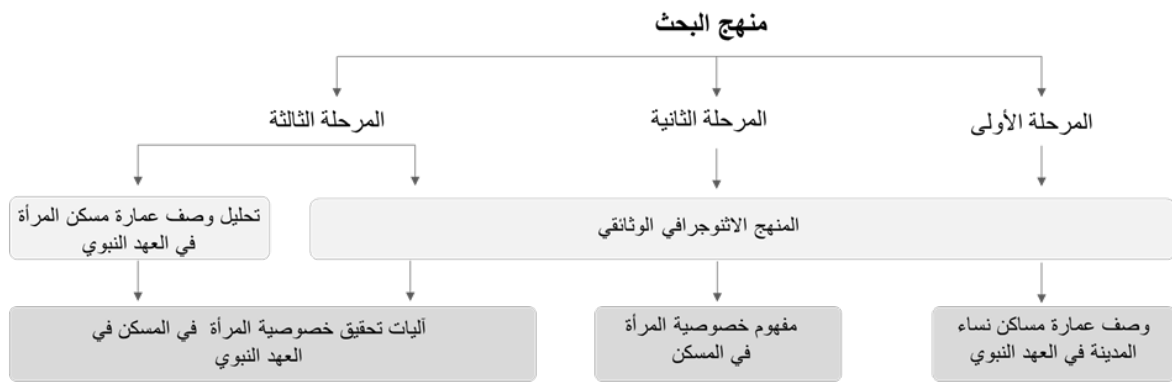 منهج البحث
المرحلة الأولى
المرحلة الثانية
المرحلة الثالثة
المنهج الاثنوجرافي الوثائقي
تحليل وصف عمارة مسكن المرأة
في العهد النبوي
وصف عمارة مساكن نساء
المدينة في العهد النبوي
مفهوم خصوصية المرأة
في المسكن
آليات تحقيق خصوصية المرأة في المسكن في
العهد النبوي